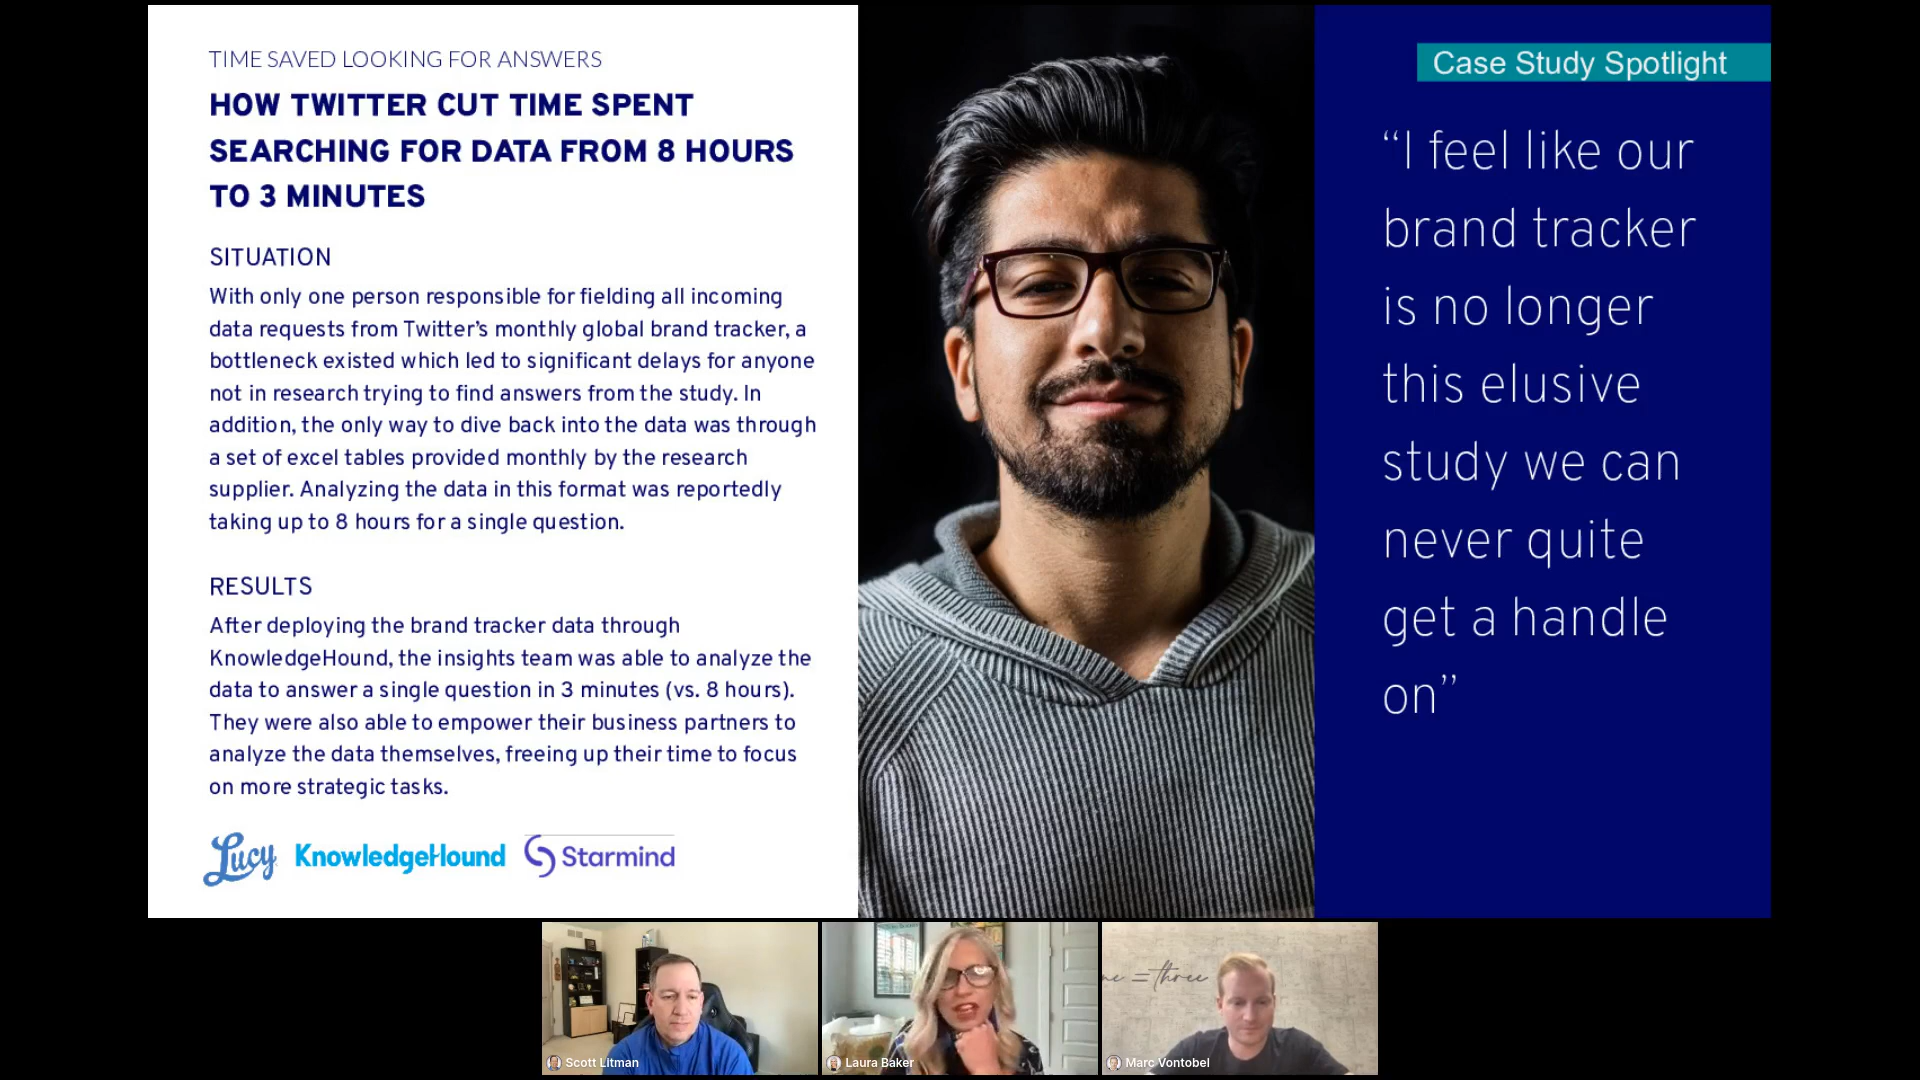 TIME SAVED LOOKING FOR ANSWERS
HOW TWITTER CUT TIME SPENT
SEARCHING FOR DATA FROM 8 HOURS
TO 3 MINUTES
SITUATION
With only one person responsible for fielding all incoming
data requests from Twitter's monthly global brand tracker, a
bottleneck existed which led to significant delays for anyone
not in research trying to find answers from the study. In
addition, the only way to dive back into the data was through
a set of excel tables provided monthly by the research
supplier. Analyzing the data in this format was reportedly
taking up to 8 hours for a single question.
RESULTS
After deploying the brand tracker data through
KnowledgeHound, the insights team was able to analyze the
data to answer a single question in 3 minutes (vs. 8 hours).
They were also able to empower their business partners to
analyze the data themselves, freeing up their time to focus
on more strategic tasks.
Lucy KnowledgeHound Starmind
Case Study Spotlight
“I feel like our
brand tracker
is no longer
this elusive
study we can
never quite
get a handle
on”
=three
Scott Litman
Laura Baker
Marc Vontobel